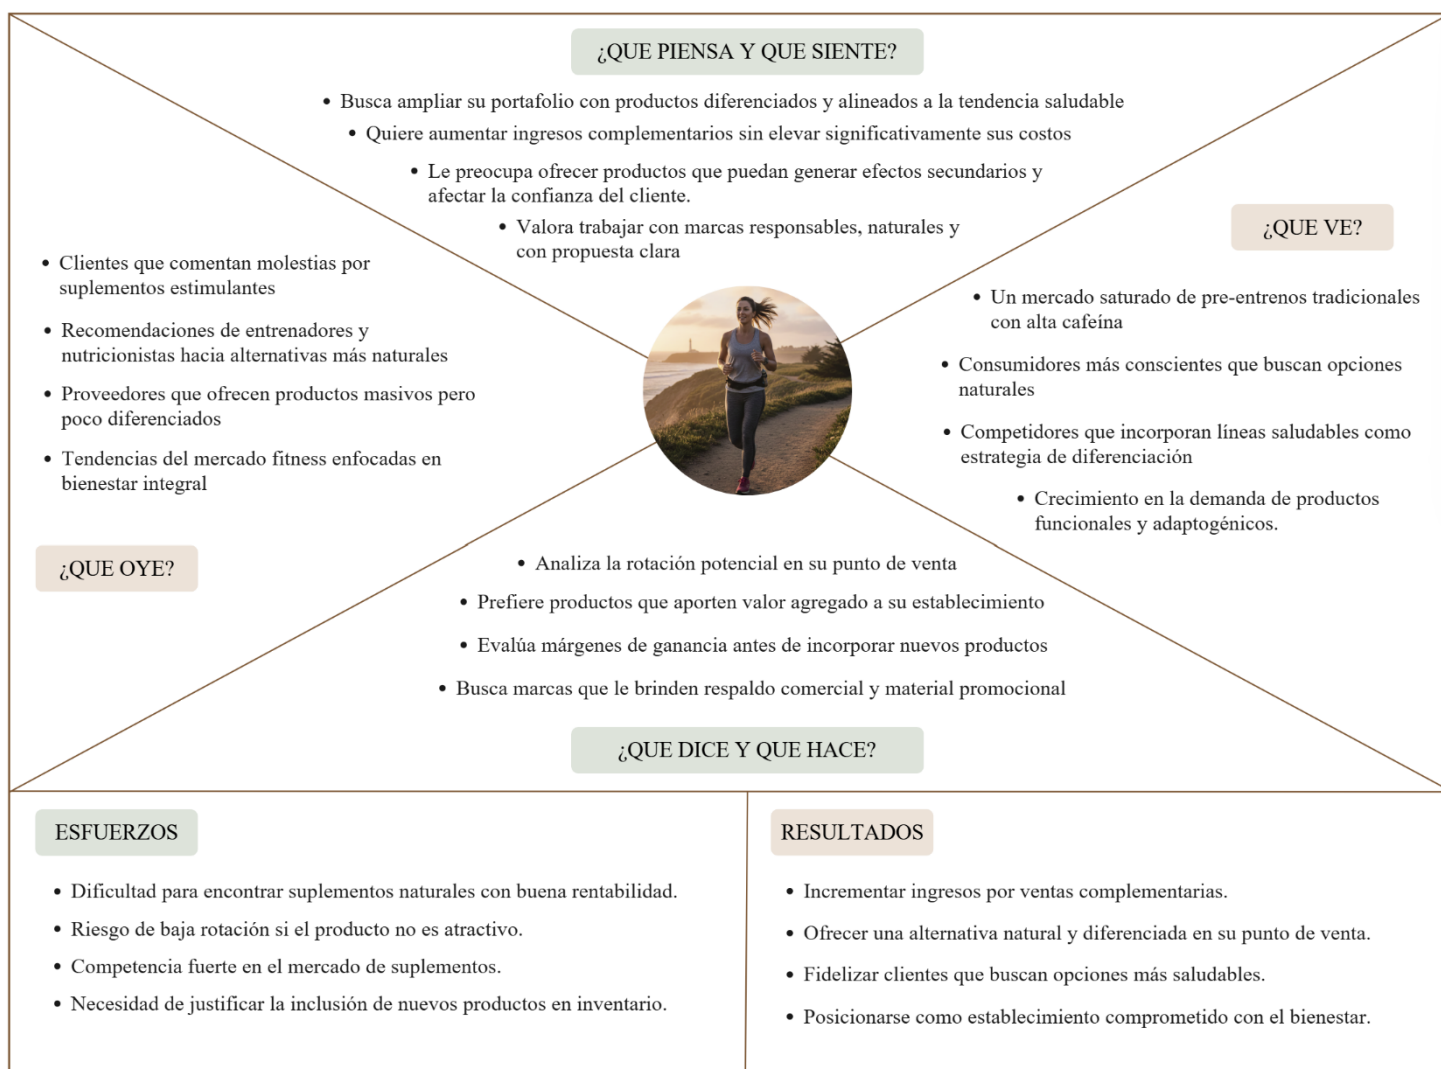 ¿QUE PIENSA Y QUE SIENTE?
• Busca ampliar su portafolio con productos diferenciados y alineados a la tendencia saludable
• Quiere aumentar ingresos complementarios sin elevar significativamente sus costos
• Le preocupa ofrecer productos que puedan generar efectos secundarios y
afectar la confianza del cliente.
• Valora trabajar con marcas responsables, naturales y
con propuesta clara
• Clientes que comentan molestias por
suplementos estimulantes
• Recomendaciones de entrenadores y
nutricionistas hacia alternativas más naturales
• Proveedores que ofrecen productos masivos pero
poco diferenciados
• Tendencias del mercado fitness enfocadas en
bienestar integral
¿QUE OYE?
¿QUE VE?
• Un mercado saturado de pre-entrenos tradicionales
con alta cafeína
• Consumidores más conscientes que buscan opciones
naturales
• Competidores que incorporan líneas saludables como
estrategia de diferenciación
• Crecimiento en la demanda de productos
funcionales y adaptogénicos.
• Analiza la rotación potencial en su punto de venta
• Prefiere productos que aporten valor agregado a su establecimiento
• Evalúa márgenes de ganancia antes de incorporar nuevos productos
• Busca marcas que le brinden respaldo comercial y material promocional
¿QUE DICE Y QUE HACE?
ESFUERZOS
• Dificultad para encontrar suplementos naturales con buena rentabilidad.
• Riesgo de baja rotación si el producto no es atractivo.
• Competencia fuerte en el mercado de suplementos.
• Necesidad de justificar la inclusión de nuevos productos en inventario.
RESULTADOS
• Incrementar ingresos por ventas complementarias.
• Ofrecer una alternativa natural y diferenciada en su punto de venta.
• Fidelizar clientes que buscan opciones más saludables.
• Posicionarse como establecimiento comprometido con el bienestar.